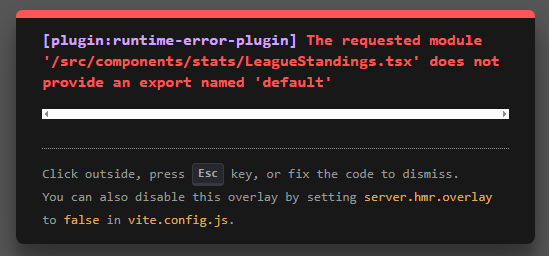 [plugin:runtime-error-plugin] The requested module
'/src/components/stats/LeagueStandings.tsx' does not
provide an export named 'default'
Click outside, press Esc key, or fix the code to dismiss.
You can also disable this overlay by setting server.hmr.overlay
to false in vite.config.js.